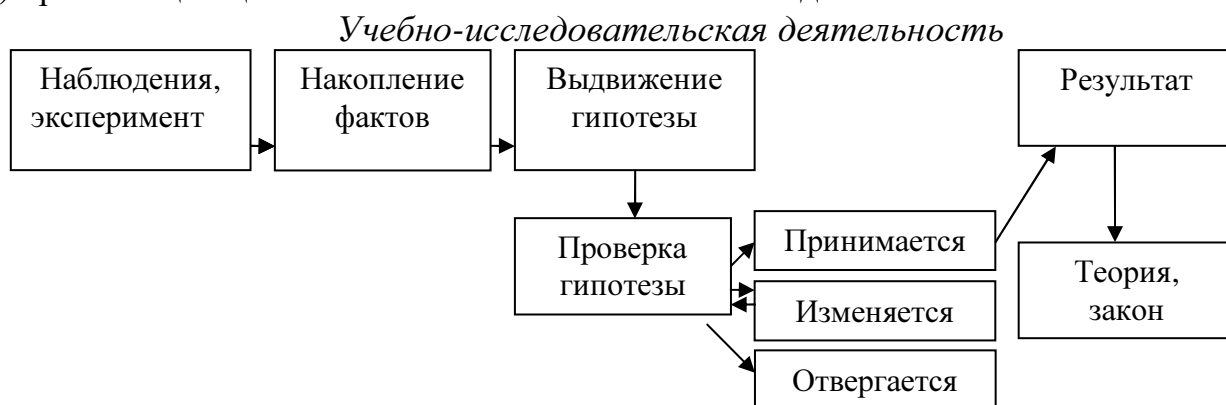 Учебно-исследовательская деятельность
Наблюдения,
эксперимент
Накопление
фактов
Выдвижение
гипотезы
Результат
Проверка
гипотезы
Принимается
Изменяется
Отвергается
Теория,
закон